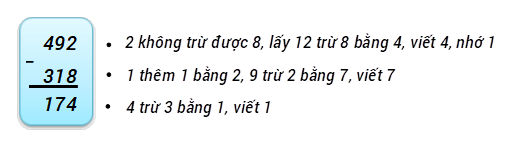 492
–
318
174
• 2 không trừ được 8, lấy 12 trừ 8 bằng 4, viết 4, nhớ 1
• 1 thêm 1 bằng 2, 9 trừ 2 bằng 7, viết 7
• 4 trừ 3 bằng 1, viết 1